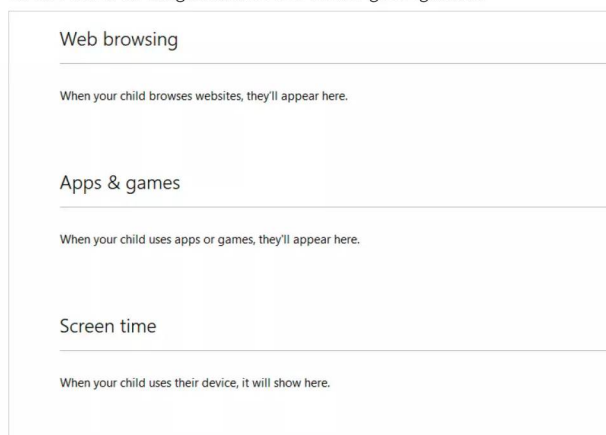 Web browsing
When your child browses websites, they'll appear here.
Apps & games
When your child uses apps or games, they'll appear here.
Screen time
When your child uses their device, it will show here.